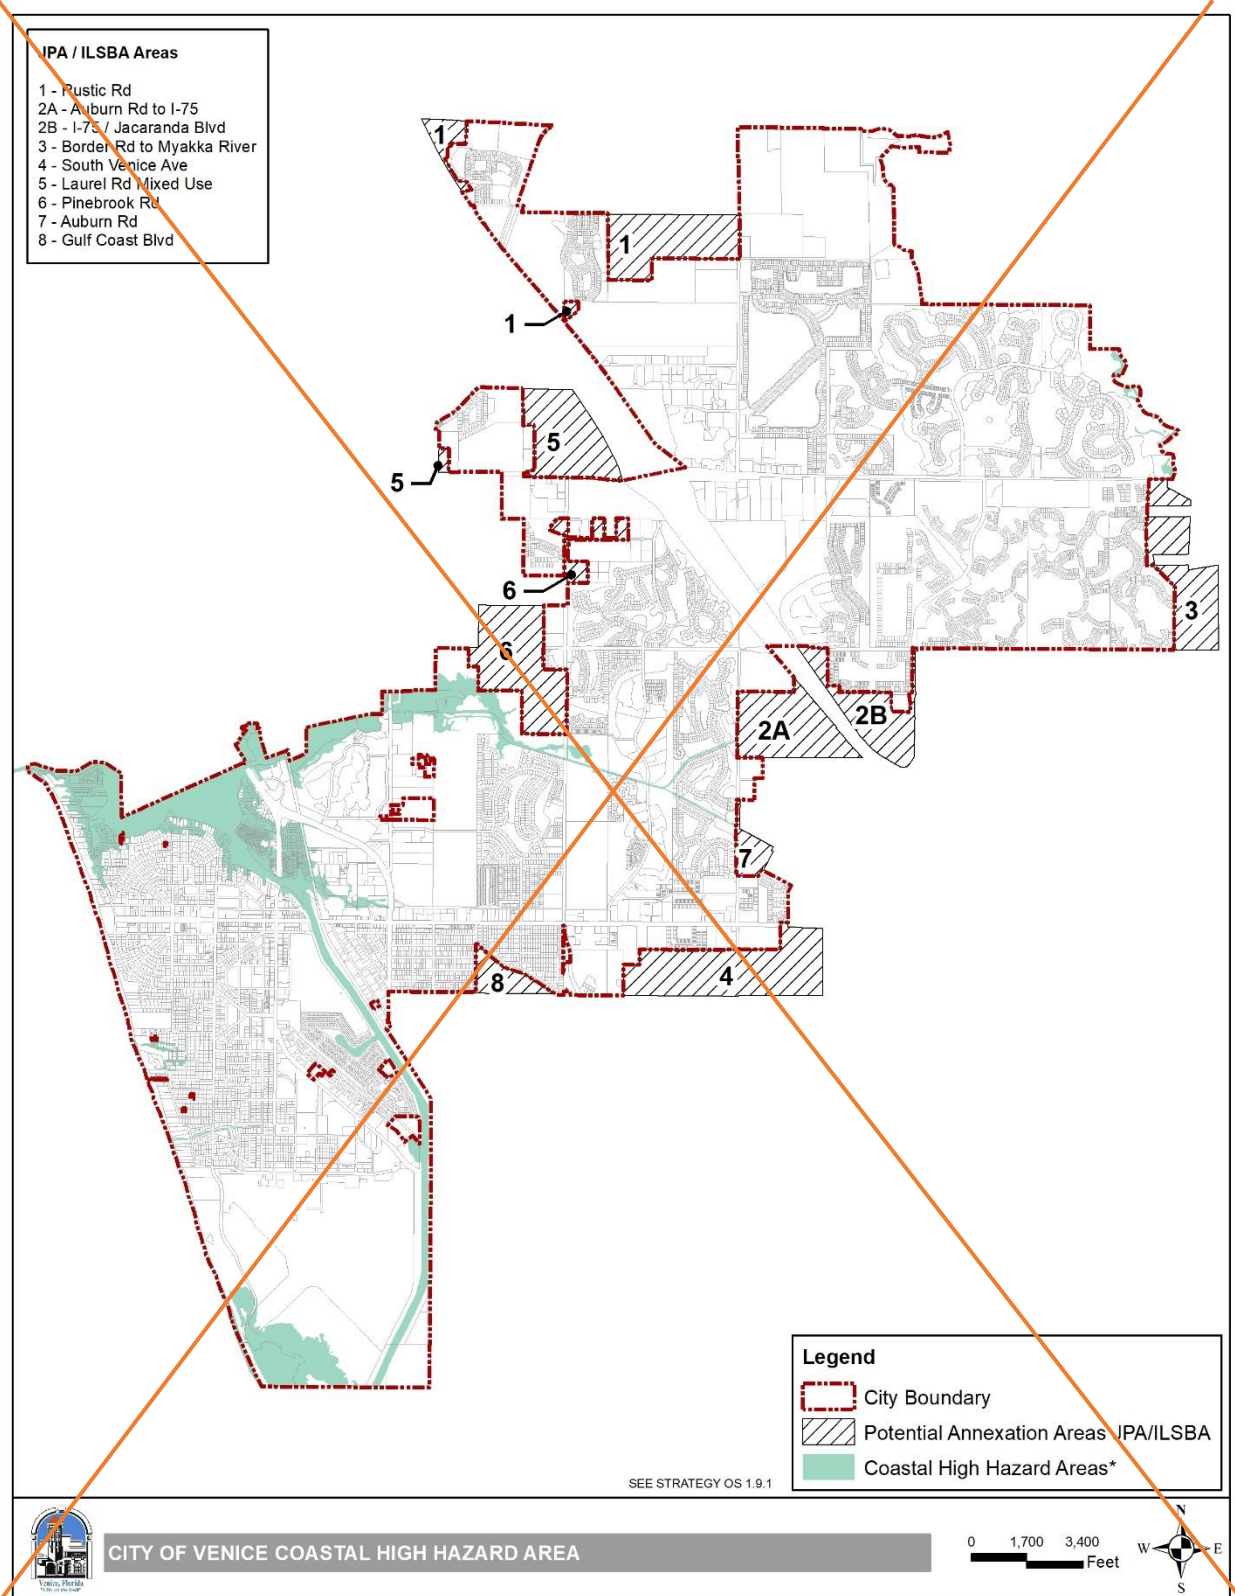 JPA / ILSBA Areas
1 - Rustic Rd
2A - Auburn Rd to I-75
2B - I-75 / Jacaranda Blvd
3 - Border Rd to Myakka River
4 - South Venice Ave
5 - Laurel Rd Mixed Use
6 - Pinebrook Rd
7 - Auburn Rd
8 - Gulf Coast Blvd
1
1
1
5
5
6
3
6
2B
2A
7
4
8
Legend
City Boundary
Potential Annexation Areas JPA/ILSBA
Coastal High Hazard Areas*
SEE STRATEGY OS 1.9.1
CITY OF VENICE COASTAL HIGH HAZARD AREA
Venice, Florida
"City on the Gulf"
0 1,700 3,400
Feet
N
W E
S